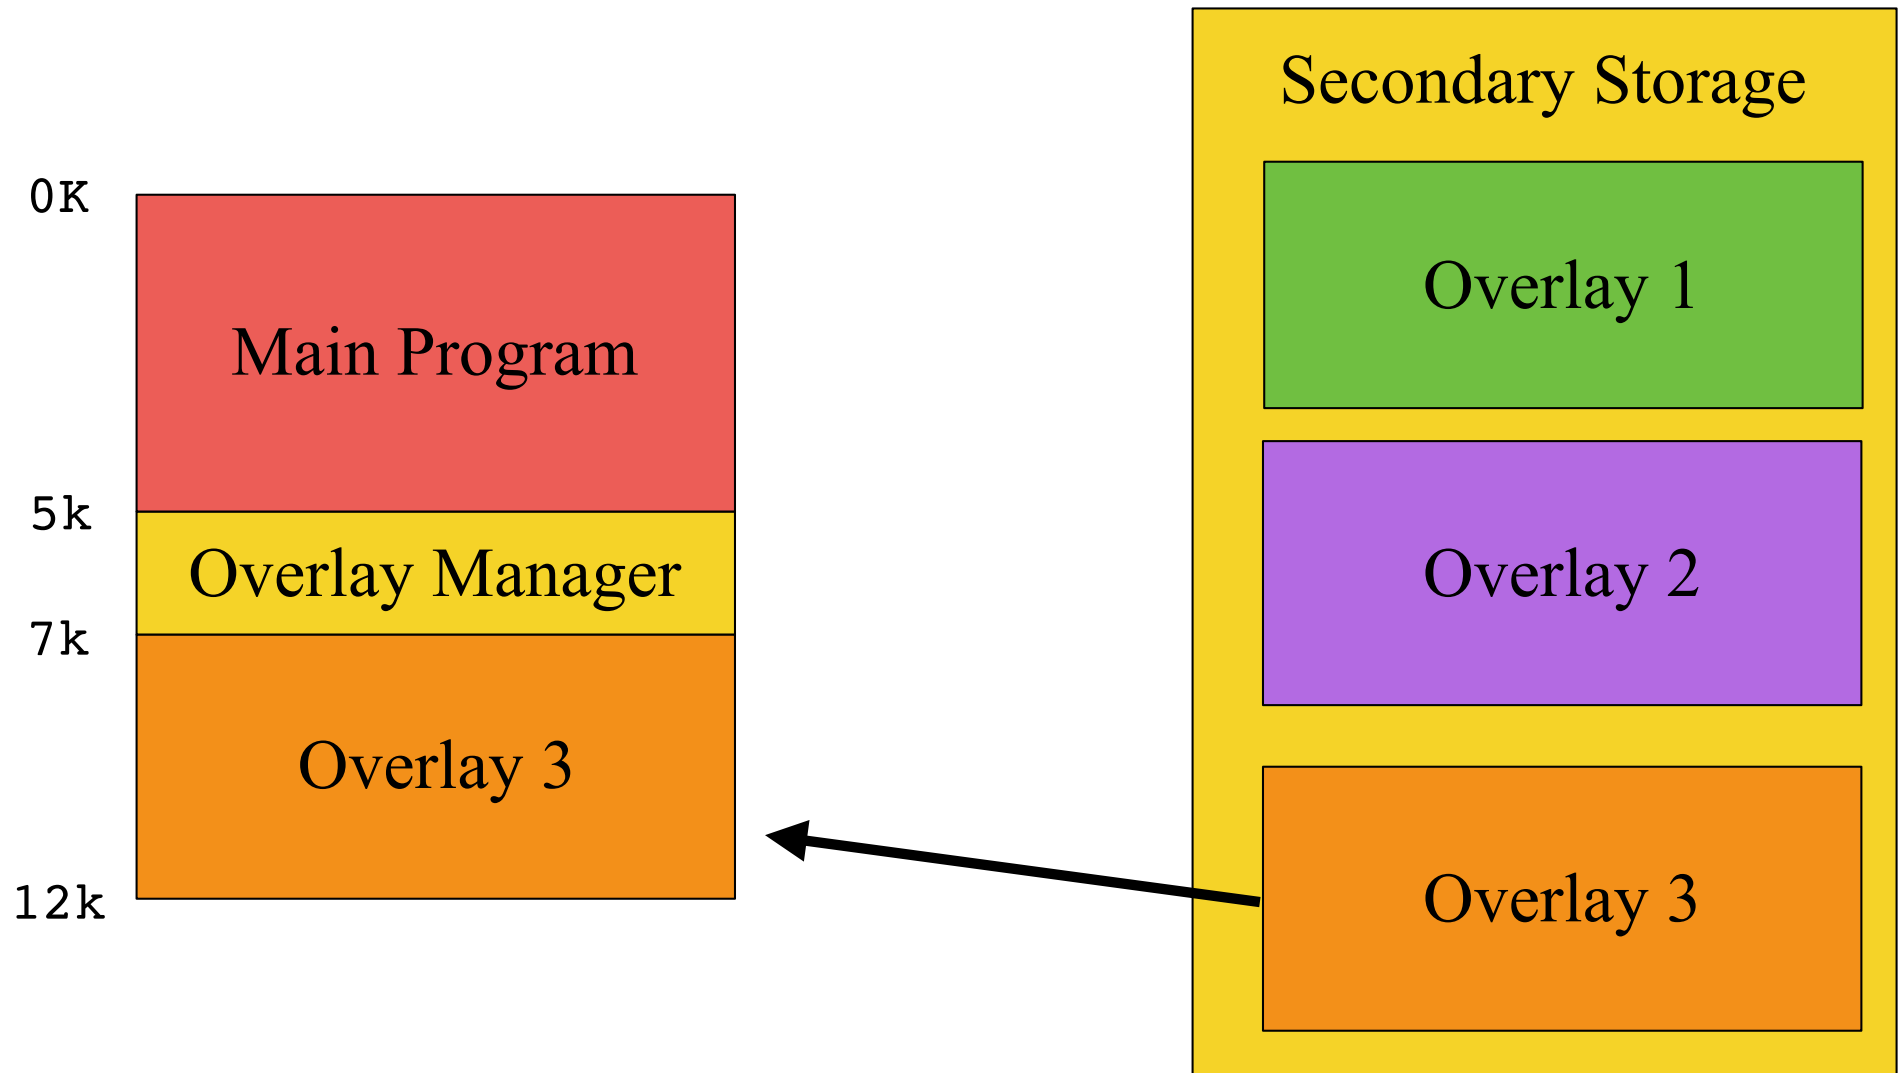 0K
Main Program
5k
Overlay Manager
7k
Overlay 3
12k
Secondary Storage
Overlay 1
Overlay 2
Overlay 3